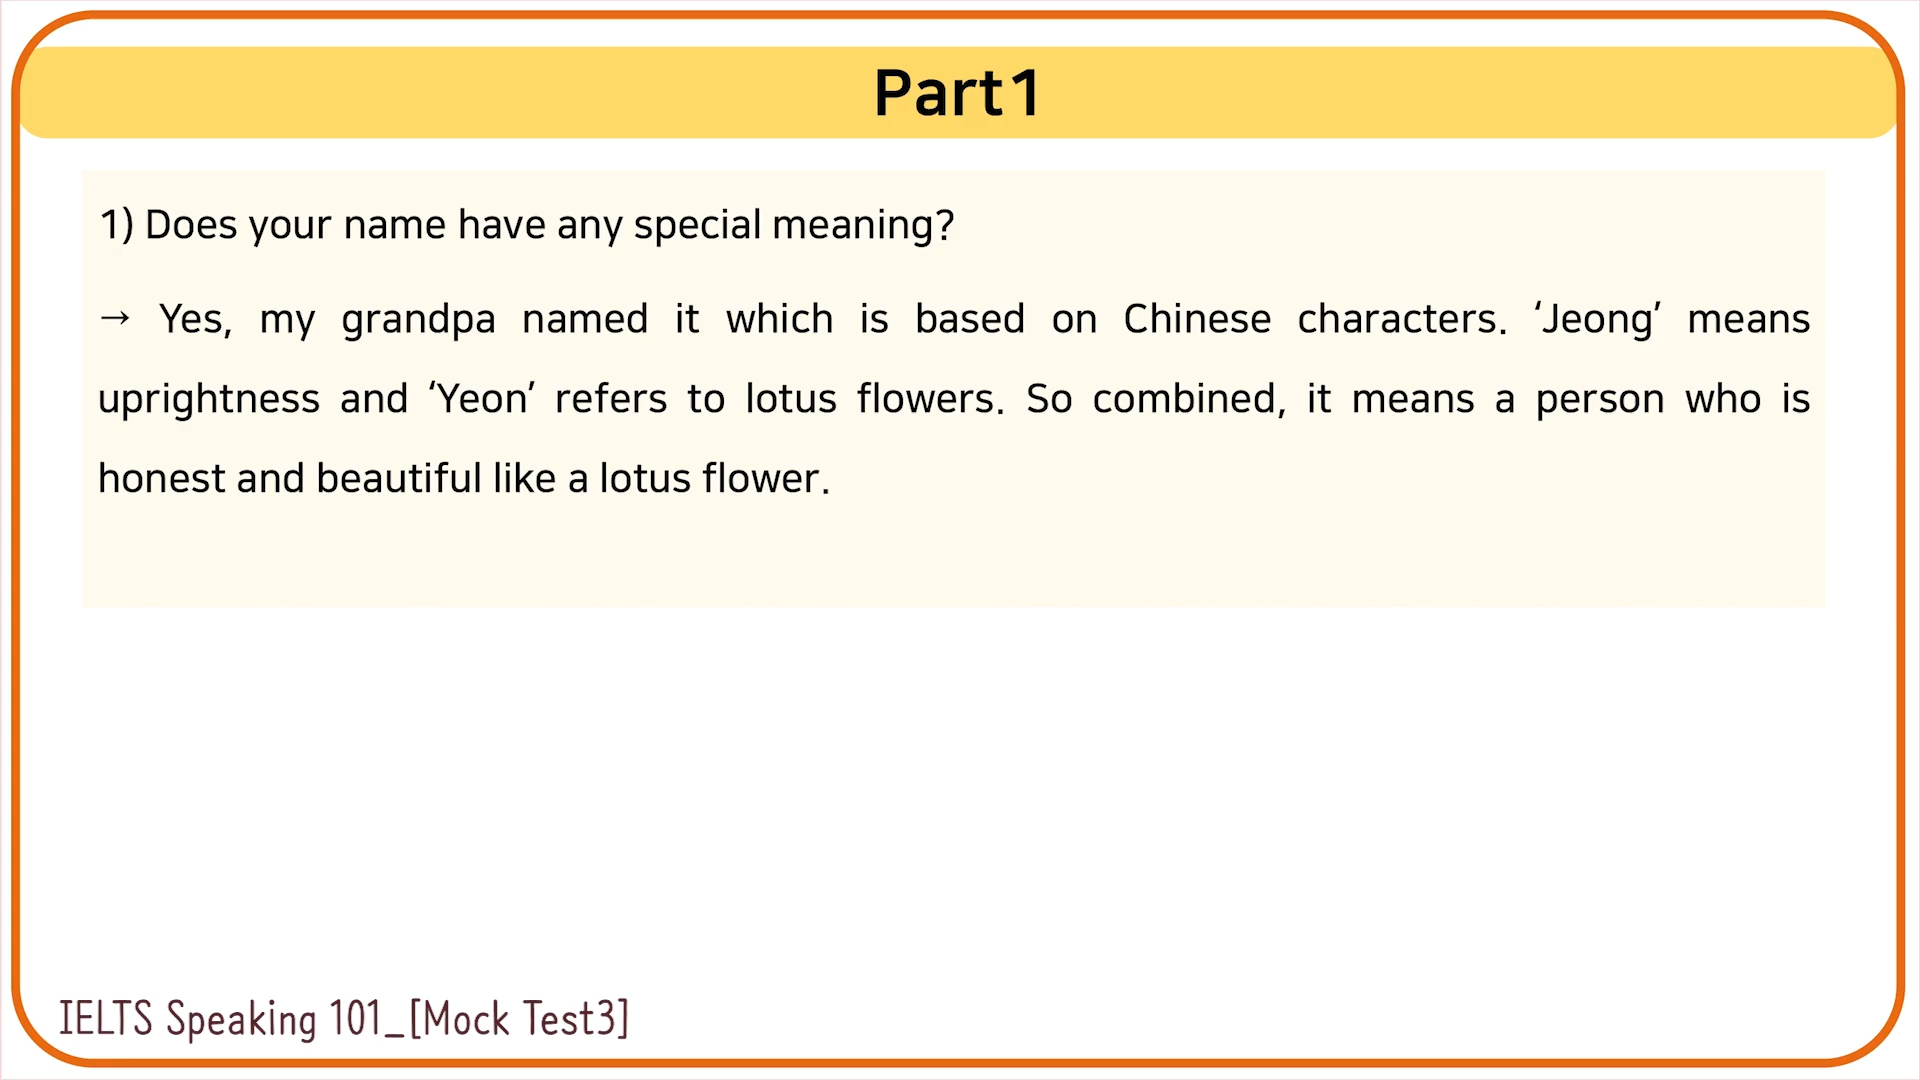 Part1
1) Does your name have any special meaning?
→ Yes, my grandpa named it which is based on Chinese characters. ‘Jeong’ means
uprightness and ‘Yeon’ refers to lotus flowers. So combined, it means a person who is
honest and beautiful like a lotus flower.
IELTS Speaking 101_[Mock Test3]